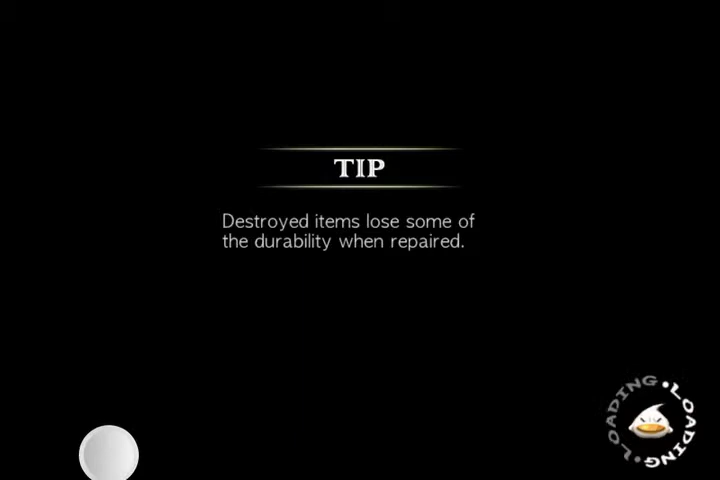 TIP
Destroyed items lose some of
the durability when repaired.
LOADING•LOADING•